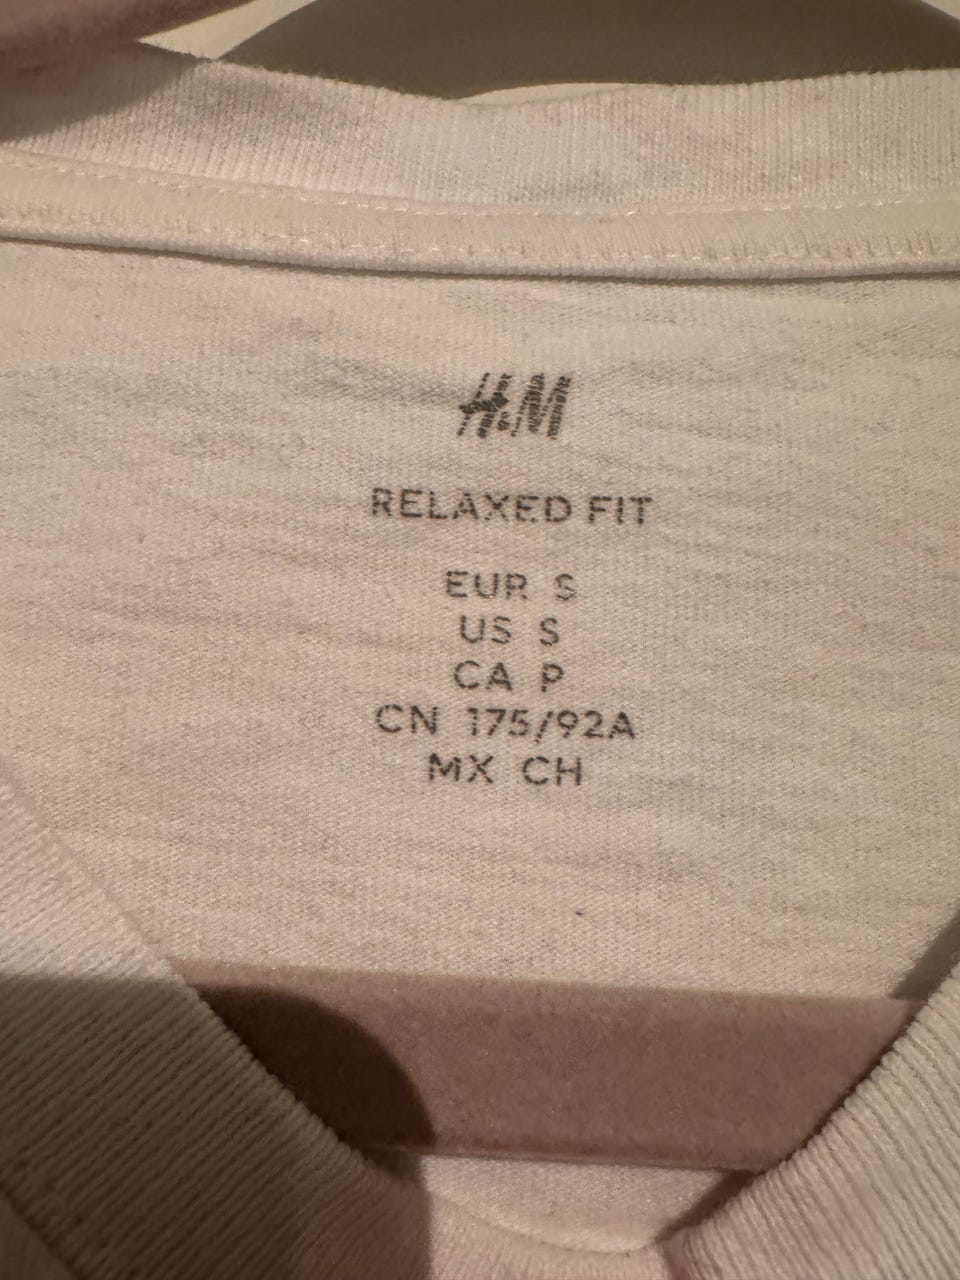 H&M
RELAXED FIT
EUR S
US S
CA P
CN 175/92A
MX CH